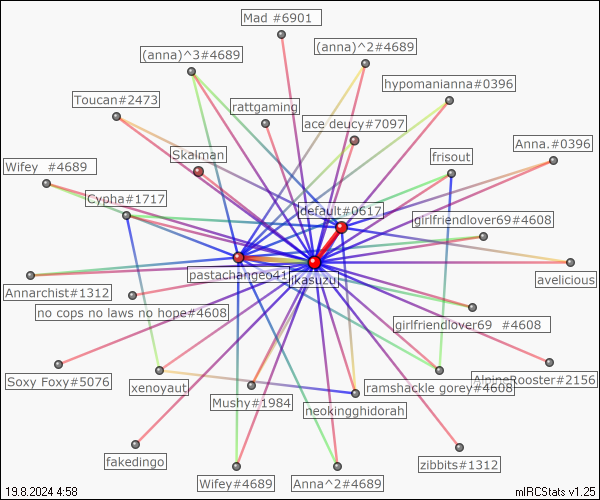 Mad #6901
(anna)^3#4689
(anna)^2#4689
hypomanianna#0396
Toucan#2473
rattgaming
ace deucy#7097
Anna.#0396
Skalman
frisout
Wifey  #4689
Cypha#1717
!default#0617
girlfriendlover69#4608
pastachangeo41
ikasuzu
avelicious
Annarchist#1312
no cops no laws no hope#4608
girlfriendlover69  #4608
Soxy Foxy#5076
xenoyaut
ramshackle gorey#4608
AlpineRooster#2156
Mushy#1984
neokingghidorah
fakedingo
zibbits#1312
Wifey#4689
Anna^2#4689
19.8.2024 4:58
mIRCStats v1.25